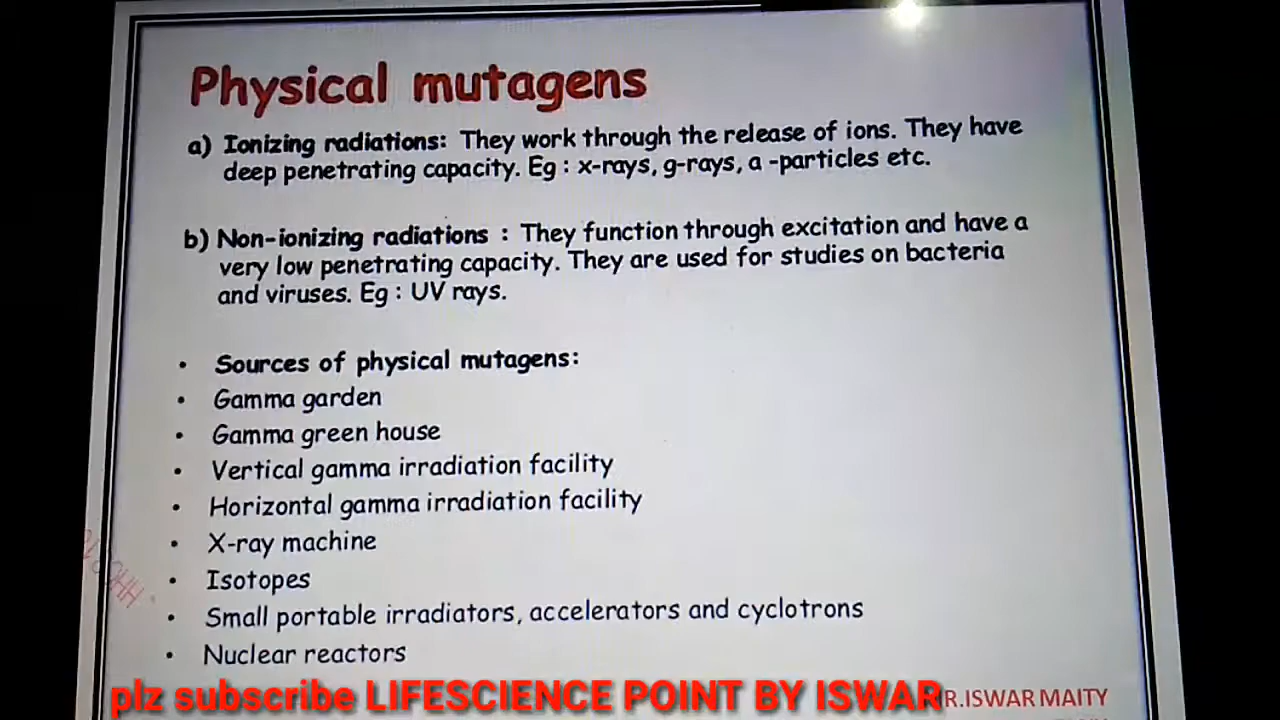 Physical mutagens
a) Ionizing radiations: They work through the release of ions. They have
deep penetrating capacity. Eg : x-rays, g-rays, a -particles etc.
b) Non-ionizing radiations : They function through excitation and have a
very low penetrating capacity. They are used for studies on bacteria
and viruses. Eg : UV rays.
• Sources of physical mutagens:
• Gamma garden
• Gamma green house
• Vertical gamma irradiation facility
• Horizontal gamma irradiation facility
• X-ray machine
• Isotopes
• Small portable irradiators, accelerators and cyclotrons
• Nuclear reactors
plz subscribe LIFESCIENCE POINT BY ISWAR
R.ISWAR MAITY